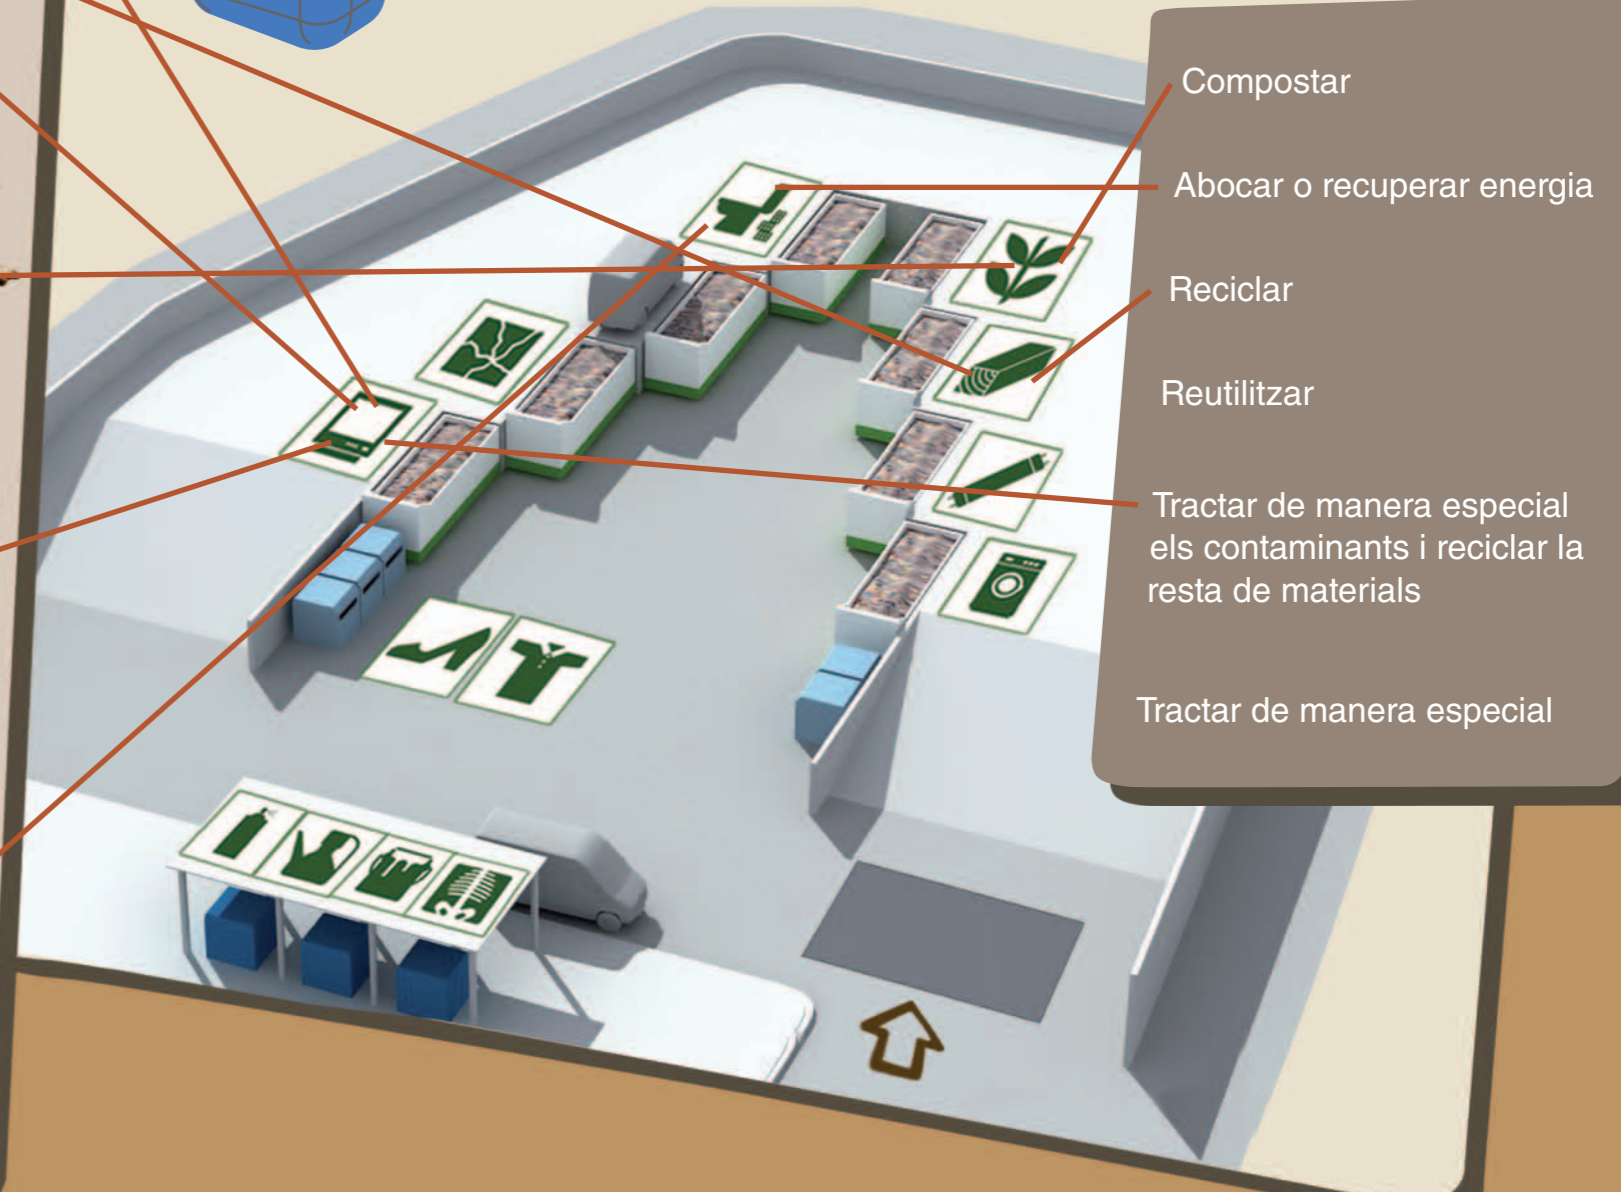 Compostar
Abocar o recuperar energia
Reciclar
Reutilitzar
Tractar de manera especial
els contaminants i reciclar la
resta de materials
Tractar de manera especial